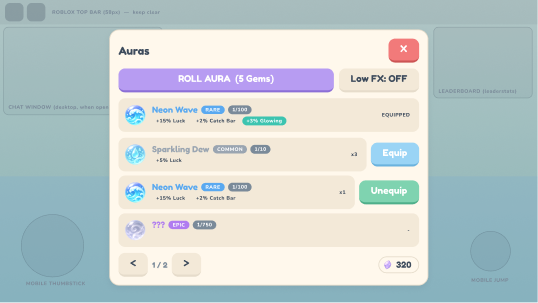 ROBLOX TOP BAR (58px) — keep clear
Auras
X
ROLL AURA (5 Gems)
Low FX: OFF
CHAT WINDOW (desktop, when open)
LEADERBOARD (leaderstats)
Neon Wave RARE 1/100
+15% Luck +2% Catch Bar +3% Glowing
EQUIPPED
Sparkling Dew COMMON 1/10
+5% Luck
x3
Equip
Neon Wave RARE 1/100
+15% Luck +2% Catch Bar
x1
Unequip
??? EPIC 1/750
-
< 1 / 2 >
320
MOBILE THUMBSTICK
MOBILE JUMP